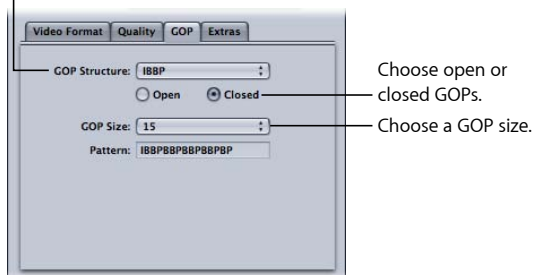 Video Format Quality GOP Extras
GOP Structure: IBBP
Open Closed
Choose open or
closed GOPs.
GOP Size: 15
Choose a GOP size.
Pattern: IBBPBBPBBPBBPBP